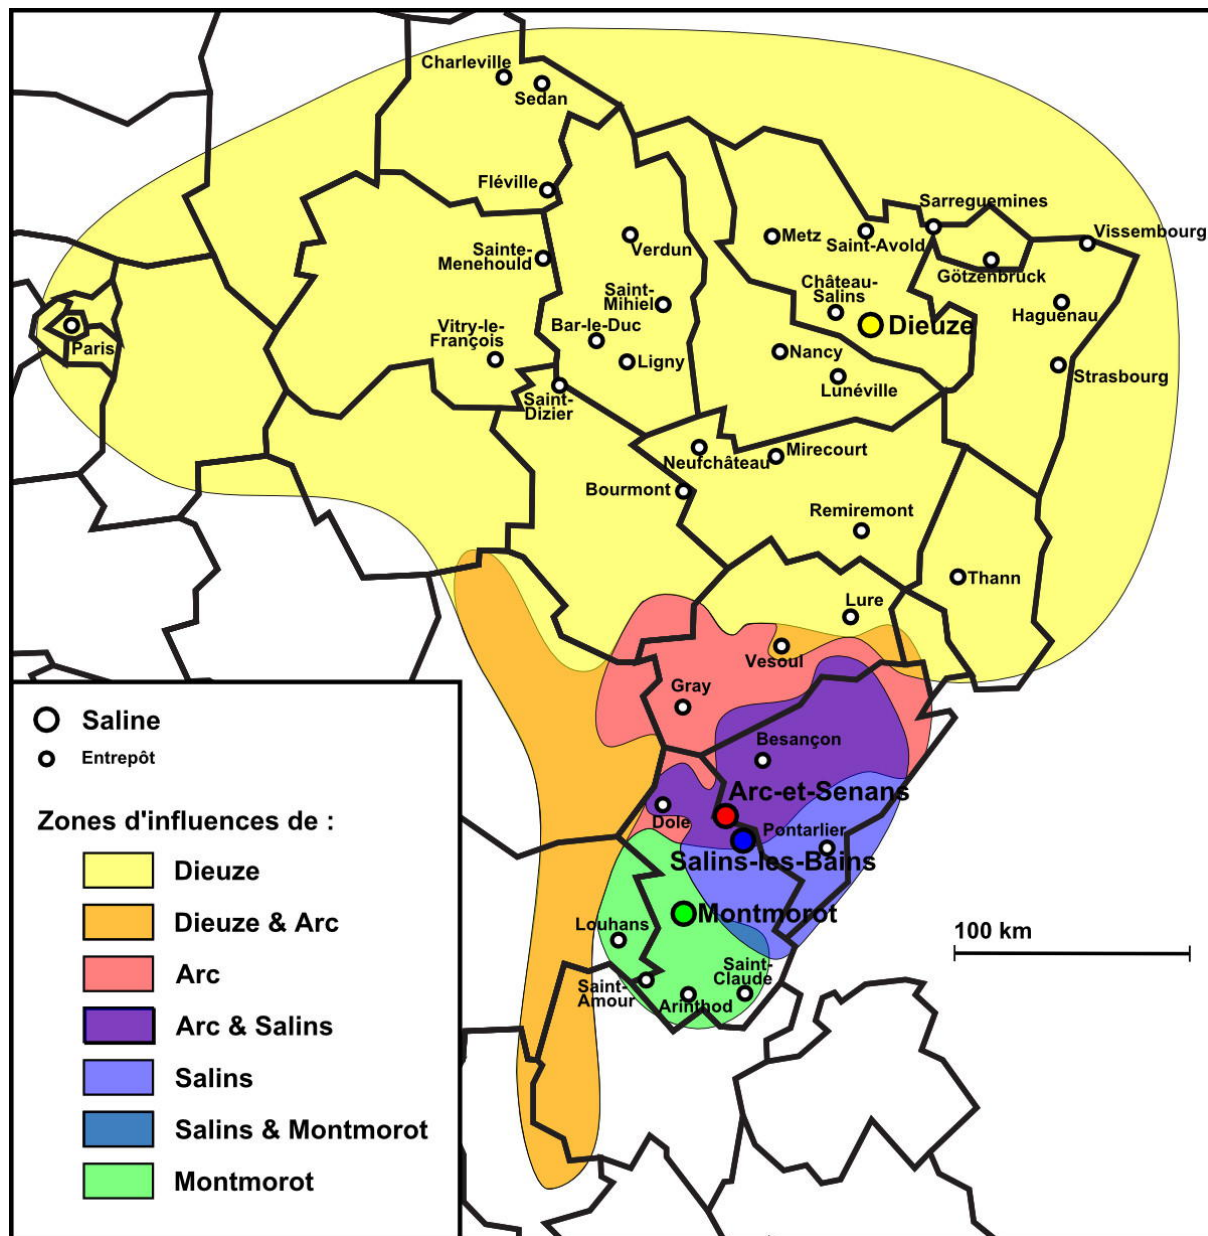 Charleville
Sedan
Fléville
Sarreguemines
Vissembourg
Sainte-
Menehould
Verdun
Metz
Saint-Avold
Götzenbruck
Saint-
Mihiel
Château-
Salins
Haguenau
Paris
Vitry-le-
François
Bar-le-Duc
Ligny
Nancy
Dieuze
Lunéville
Strasbourg
Saint-
Dizier
Neufchâteau
Mirecourt
Bourmont
Remiremont
Thann
Lure
Vesoul
Gray
Besançon
Arc-et-Senans
Dole
Pontarlier
Salins-les-Bains
Montmorot
Louhans
Saint-
Amour
Arinthod
Saint-
Claude
100 km
Saline
Entrepôt
Zones d'influences de :
Dieuze
Dieuze & Arc
Arc
Arc & Salins
Salins
Salins & Montmorot
Montmorot